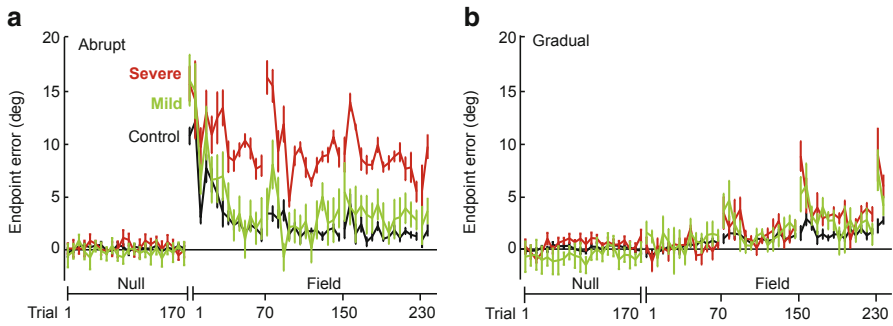 a
Abrupt
Severe
Mild
Control
Endpoint error (deg)
20
15
10
5
0
Null
Field
Trial
1
170
1
70
150
230
b
Gradual
Endpoint error (deg)
20
15
10
5
0
Null
Field
Trial
1
170
1
70
150
230